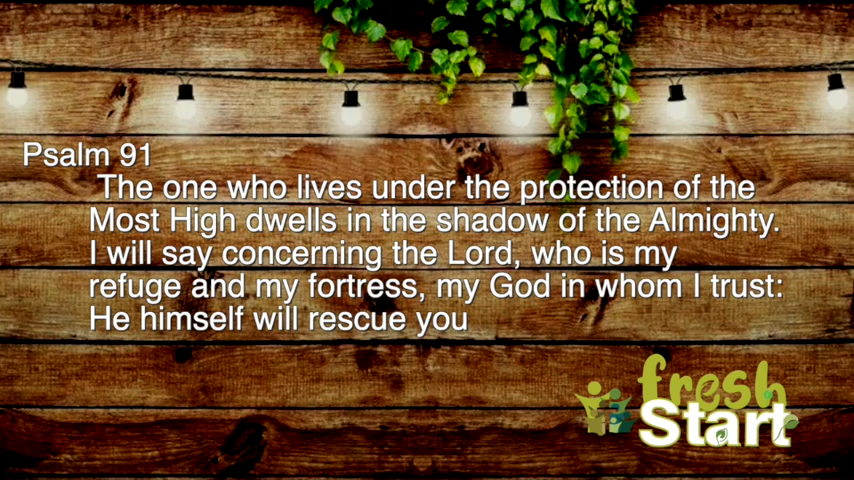 Psalm 91
The one who lives under the protection of the
Most High dwells in the shadow of the Almighty.
I will say concerning the Lord, who is my
refuge and my fortress, my God in whom I trust:
He himself will rescue you
fresh
Start